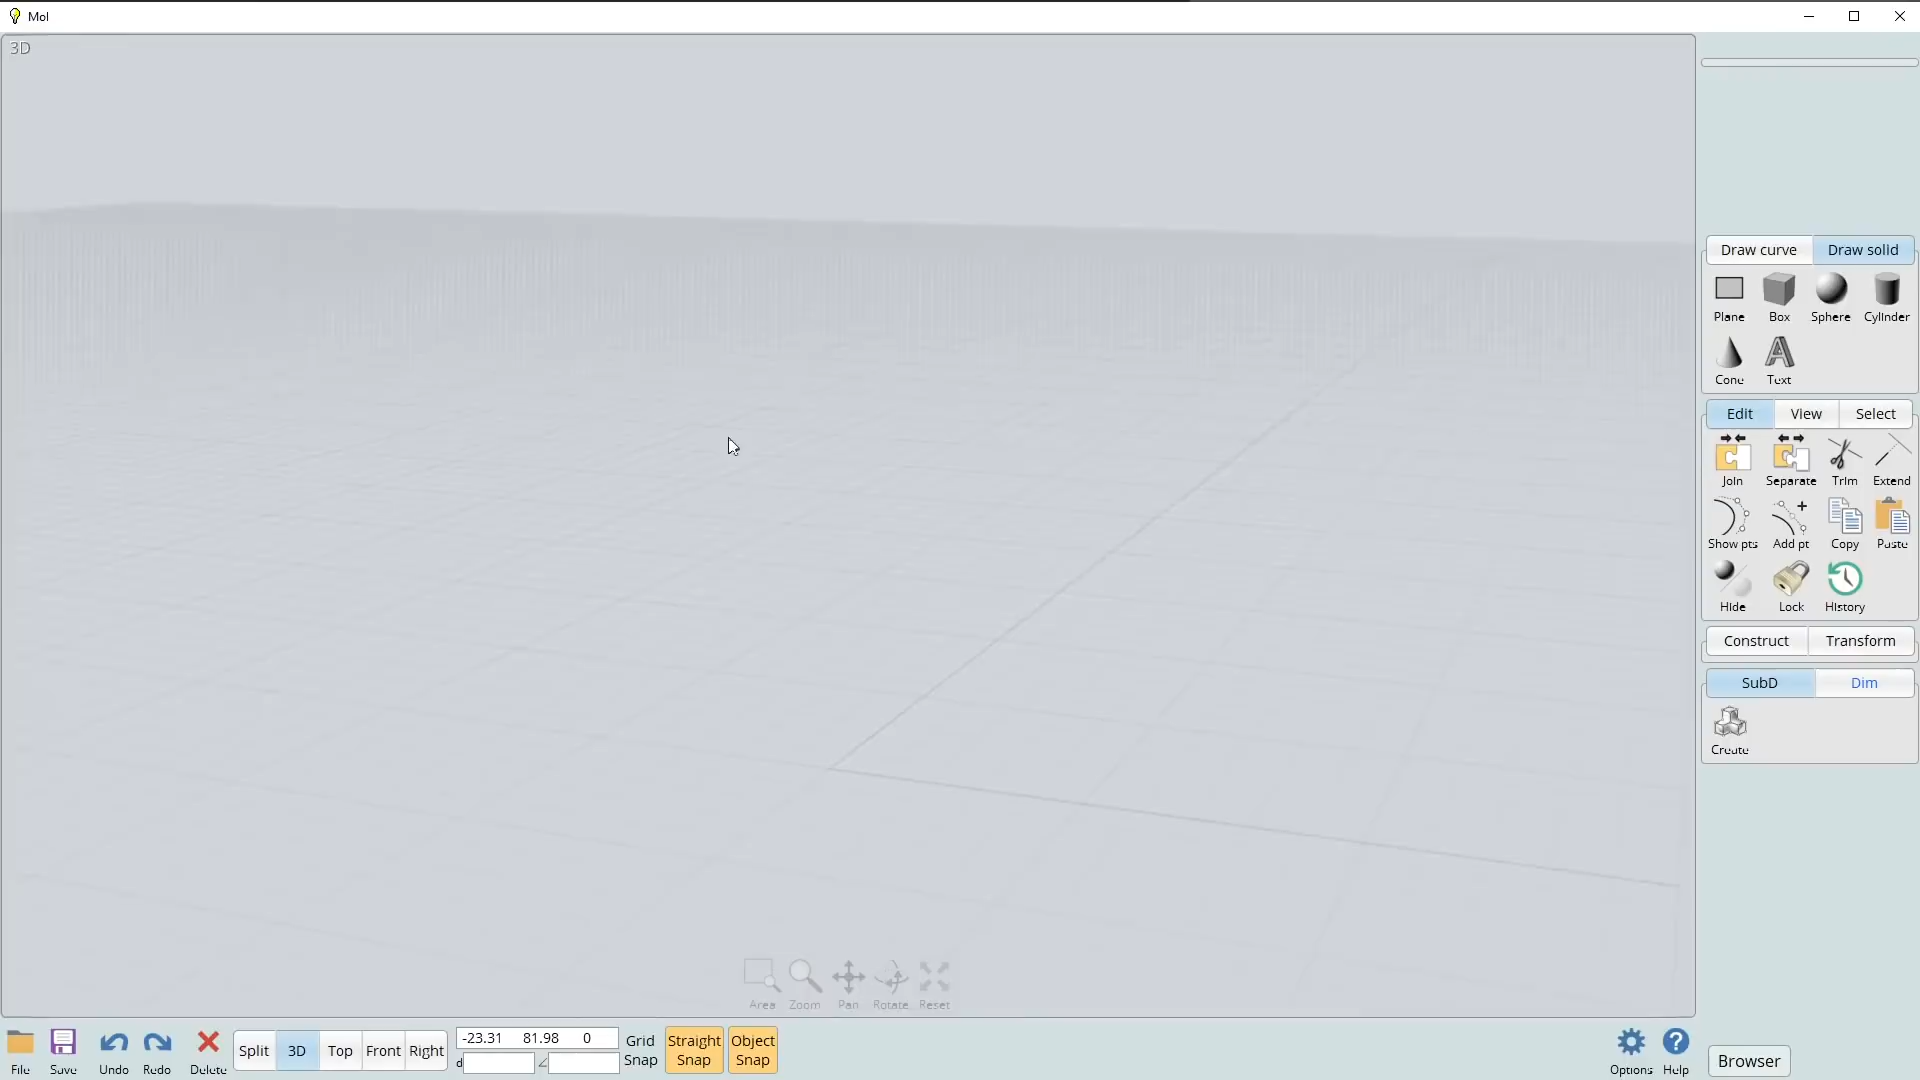 MoI
3D
Draw curve Draw solid
Plane Box Sphere Cylinder
Cone Text
Edit View Select
Join Separate Trim Extend
Show pts Add pt Copy Paste
Hide Lock History
Construct Transform
SubD Dim
Create
Area Zoom Pan Rotate Reset
File Save Undo Redo Delete
Split 3D Top Front Right
-23.31 81.98 0
d
Grid Snap
Straight Snap
Object Snap
Options Help
Browser